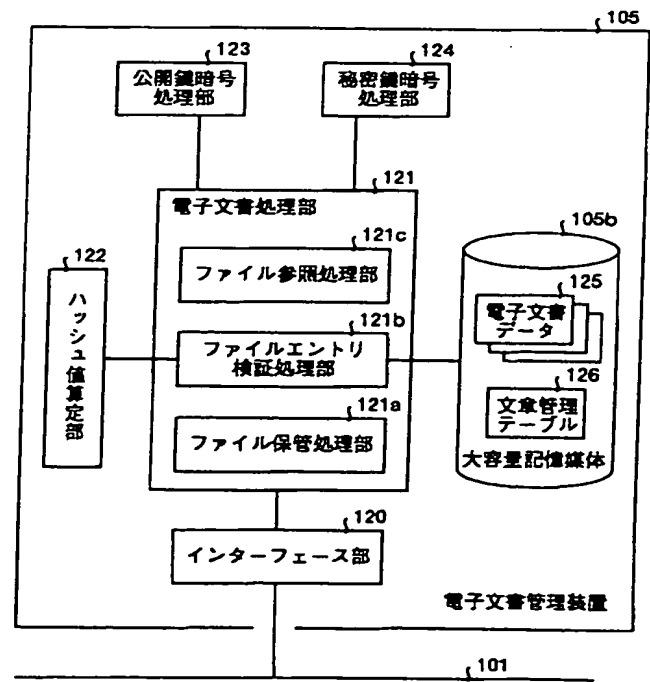 105
123
公開鍵暗号
処理部
124
秘密鍵暗号
処理部
121
電子文書処理部
121c
ファイル参照処理部
121b
ファイルエントリ
検証処理部
121a
ファイル保管処理部
122
ハッシュ値算定部
105b
125
電子文書
データ
126
文章管理
テーブル
大容量記憶媒体
120
インターフェース部
電子文書管理装置
101